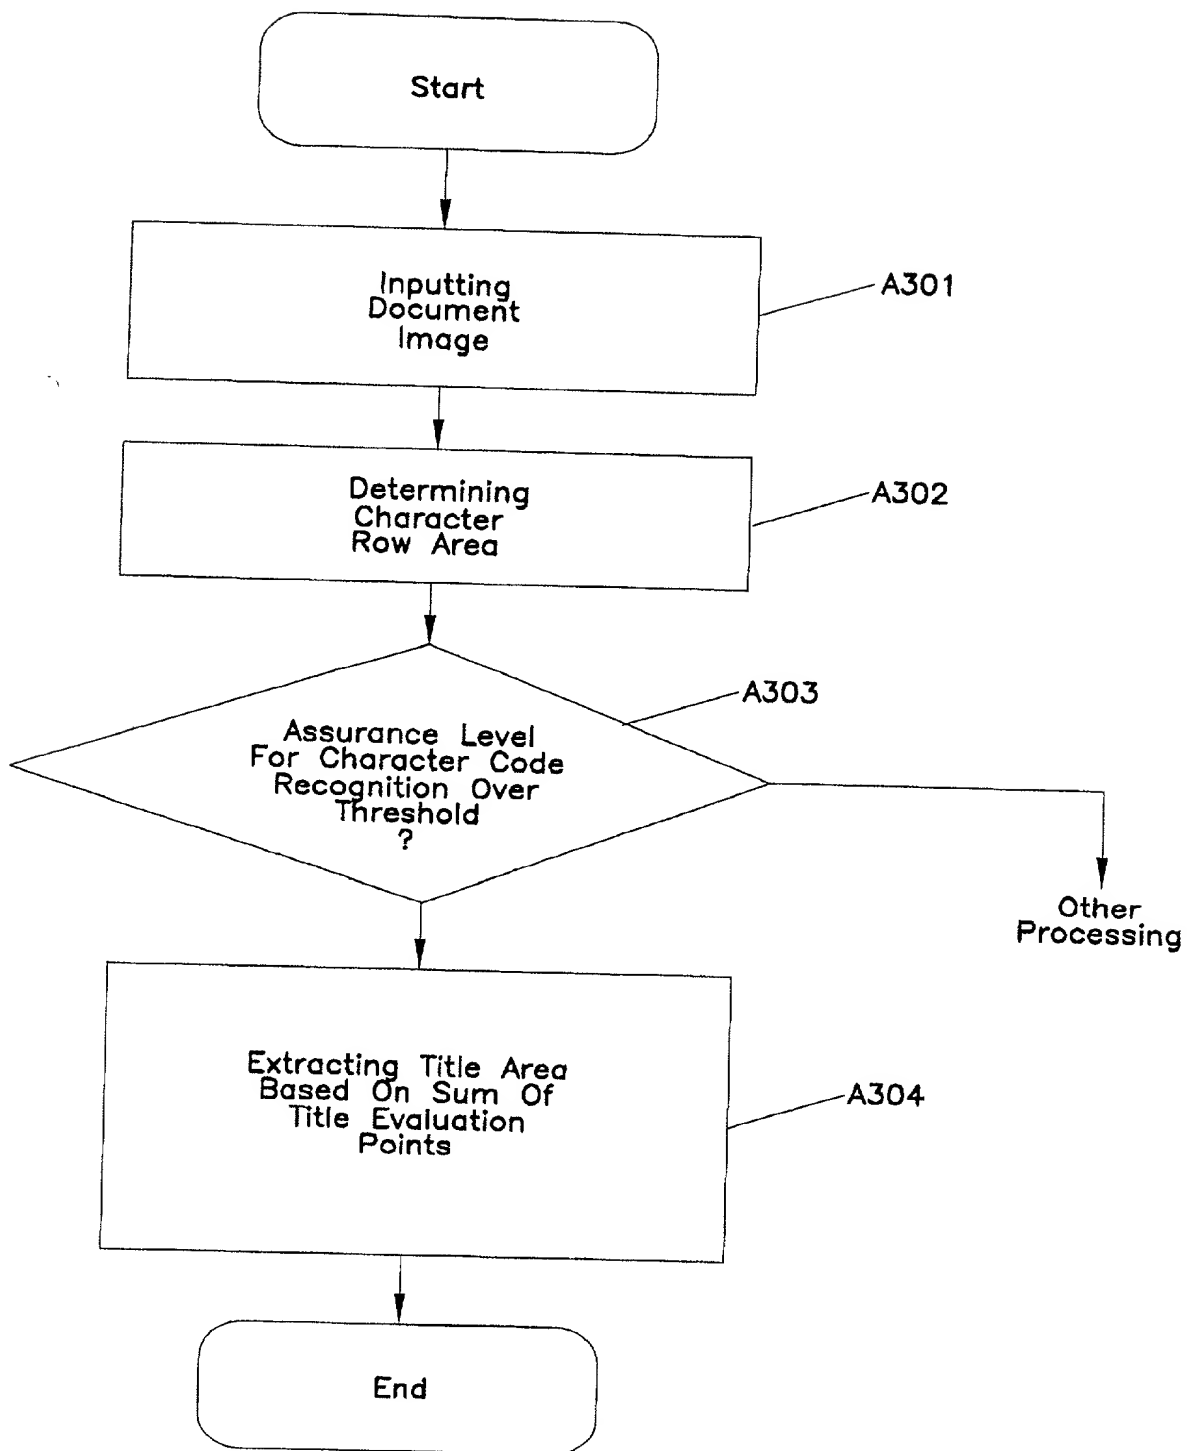 Start
Inputting
Document
Image
A301
Determining
Character
Row Area
A302
A303
Assurance Level
For Character Code
Recognition Over
Threshold
?
Other
Processing
Extracting Title Area
Based On Sum Of
Title Evaluation
Points
A304
End